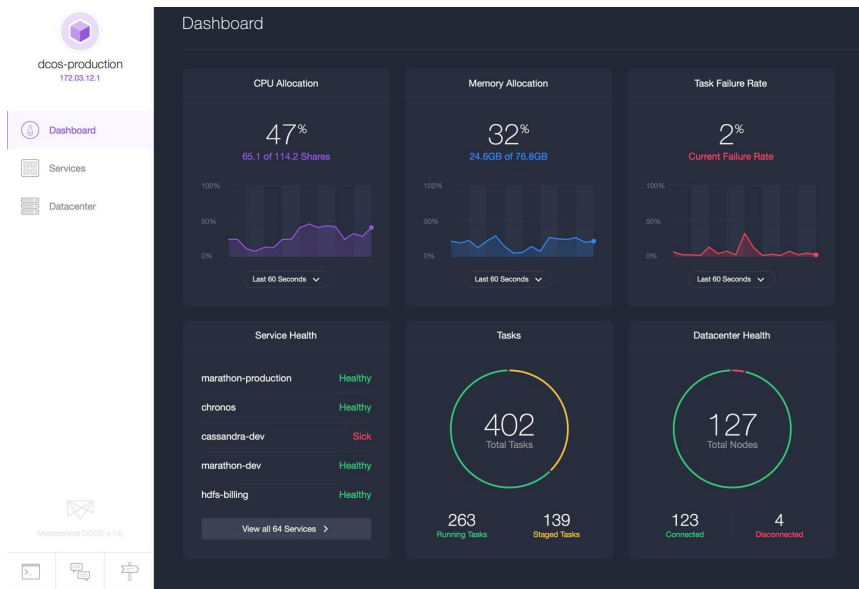 dcos-production
172.03.12.1
Dashboard
Services
Datacenter
Mesosphere DCOS v.1.0
Dashboard
CPU Allocation
47%
65.1 of 114.2 Shares
100%
50%
0%
Last 60 Seconds
Memory Allocation
32%
24.6GB of 76.8GB
100%
50%
0%
Last 60 Seconds
Task Failure Rate
2%
Current Failure Rate
100%
50%
0%
Last 60 Seconds
Service Health
marathon-production Healthy
chronos Healthy
cassandra-dev Sick
marathon-dev Healthy
hdfs-billing Healthy
View all 64 Services >
Tasks
402
Total Tasks
263 139
Running Tasks Staged Tasks
Datacenter Health
127
Total Nodes
123 4
Connected Disconnected